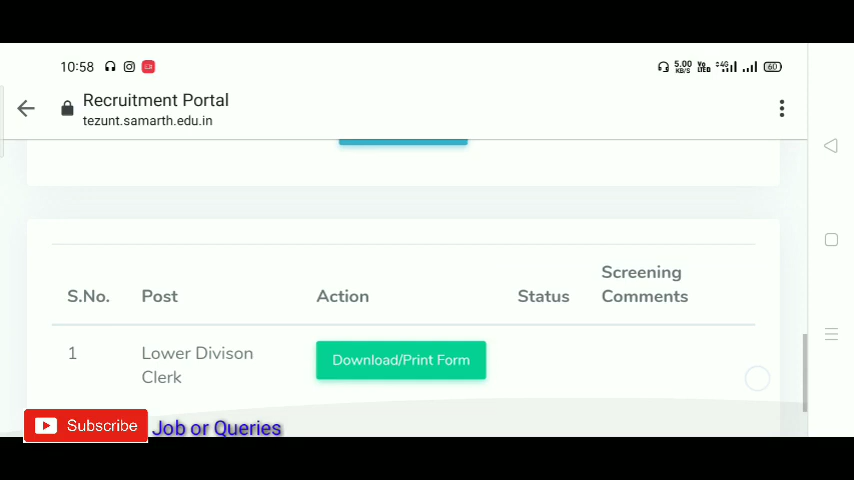 10:58 5.00 KB/S Vo LTED 4G 60
Recruitment Portal
tezunt.samarth.edu.in
Screening
S.No. Post Action Status Comments
1 Lower Divison Download/Print Form
Clerk
Subscribe Job or Queries